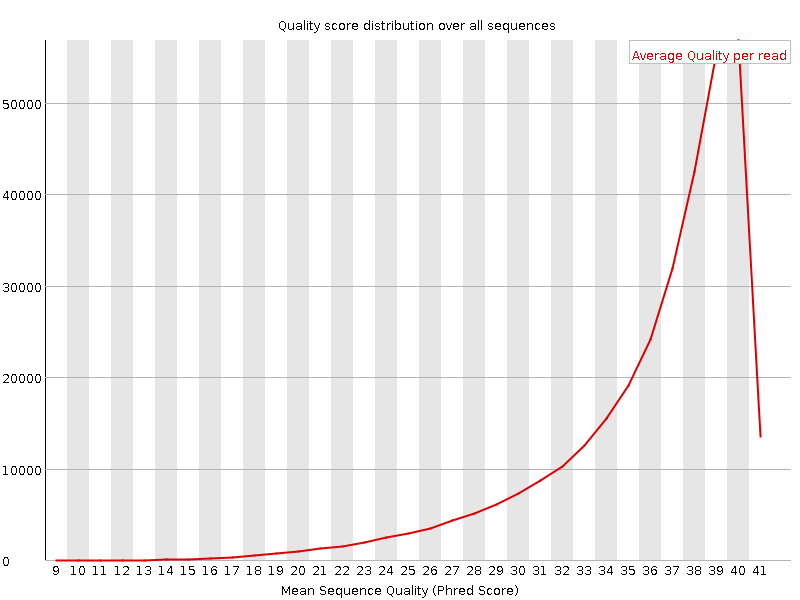 Quality score distribution over all sequences
Average Quality per read
50000
40000
30000
20000
10000
0
9 10 11 12 13 14 15 16 17 18 19 20 21 22 23 24 25 26 27 28 29 30 31 32 33 34 35 36 37 38 39 40 41
Mean Sequence Quality (Phred Score)